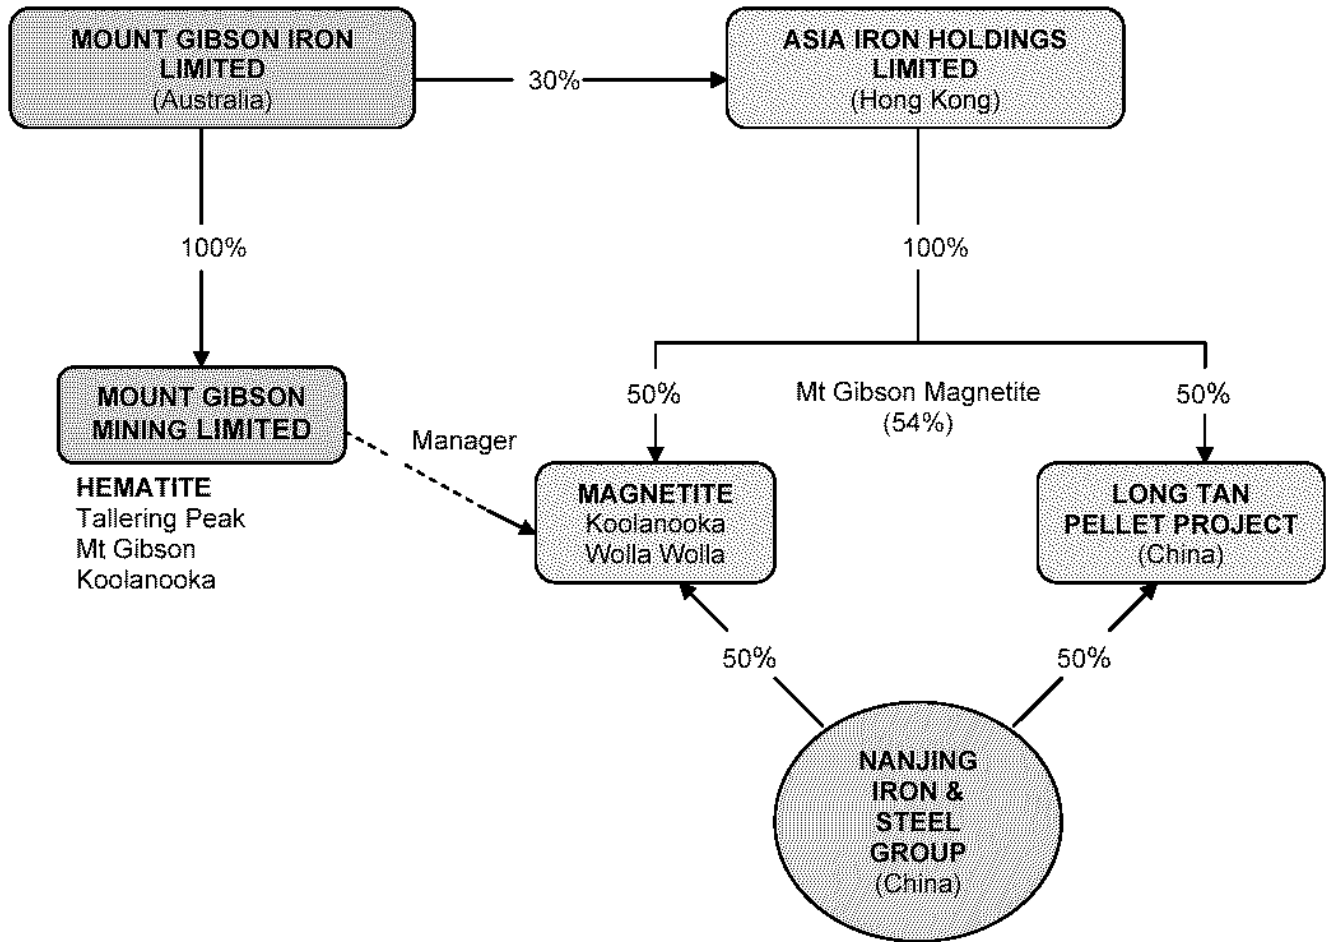 MOUNT GIBSON IRON
LIMITED
(Australia)
30%
ASIA IRON HOLDINGS
LIMITED
(Hong Kong)
100%
100%
MOUNT GIBSON
MINING LIMITED
HEMATITE
Tallering Peak
Mt Gibson
Koolanooka
Manager
50%
Mt Gibson Magnetite
(54%)
50%
MAGNETITE
Koolanooka
Wolla Wolla
LONG TAN
PELLET PROJECT
(China)
50%
50%
NANJING
IRON &
STEEL
GROUP
(China)